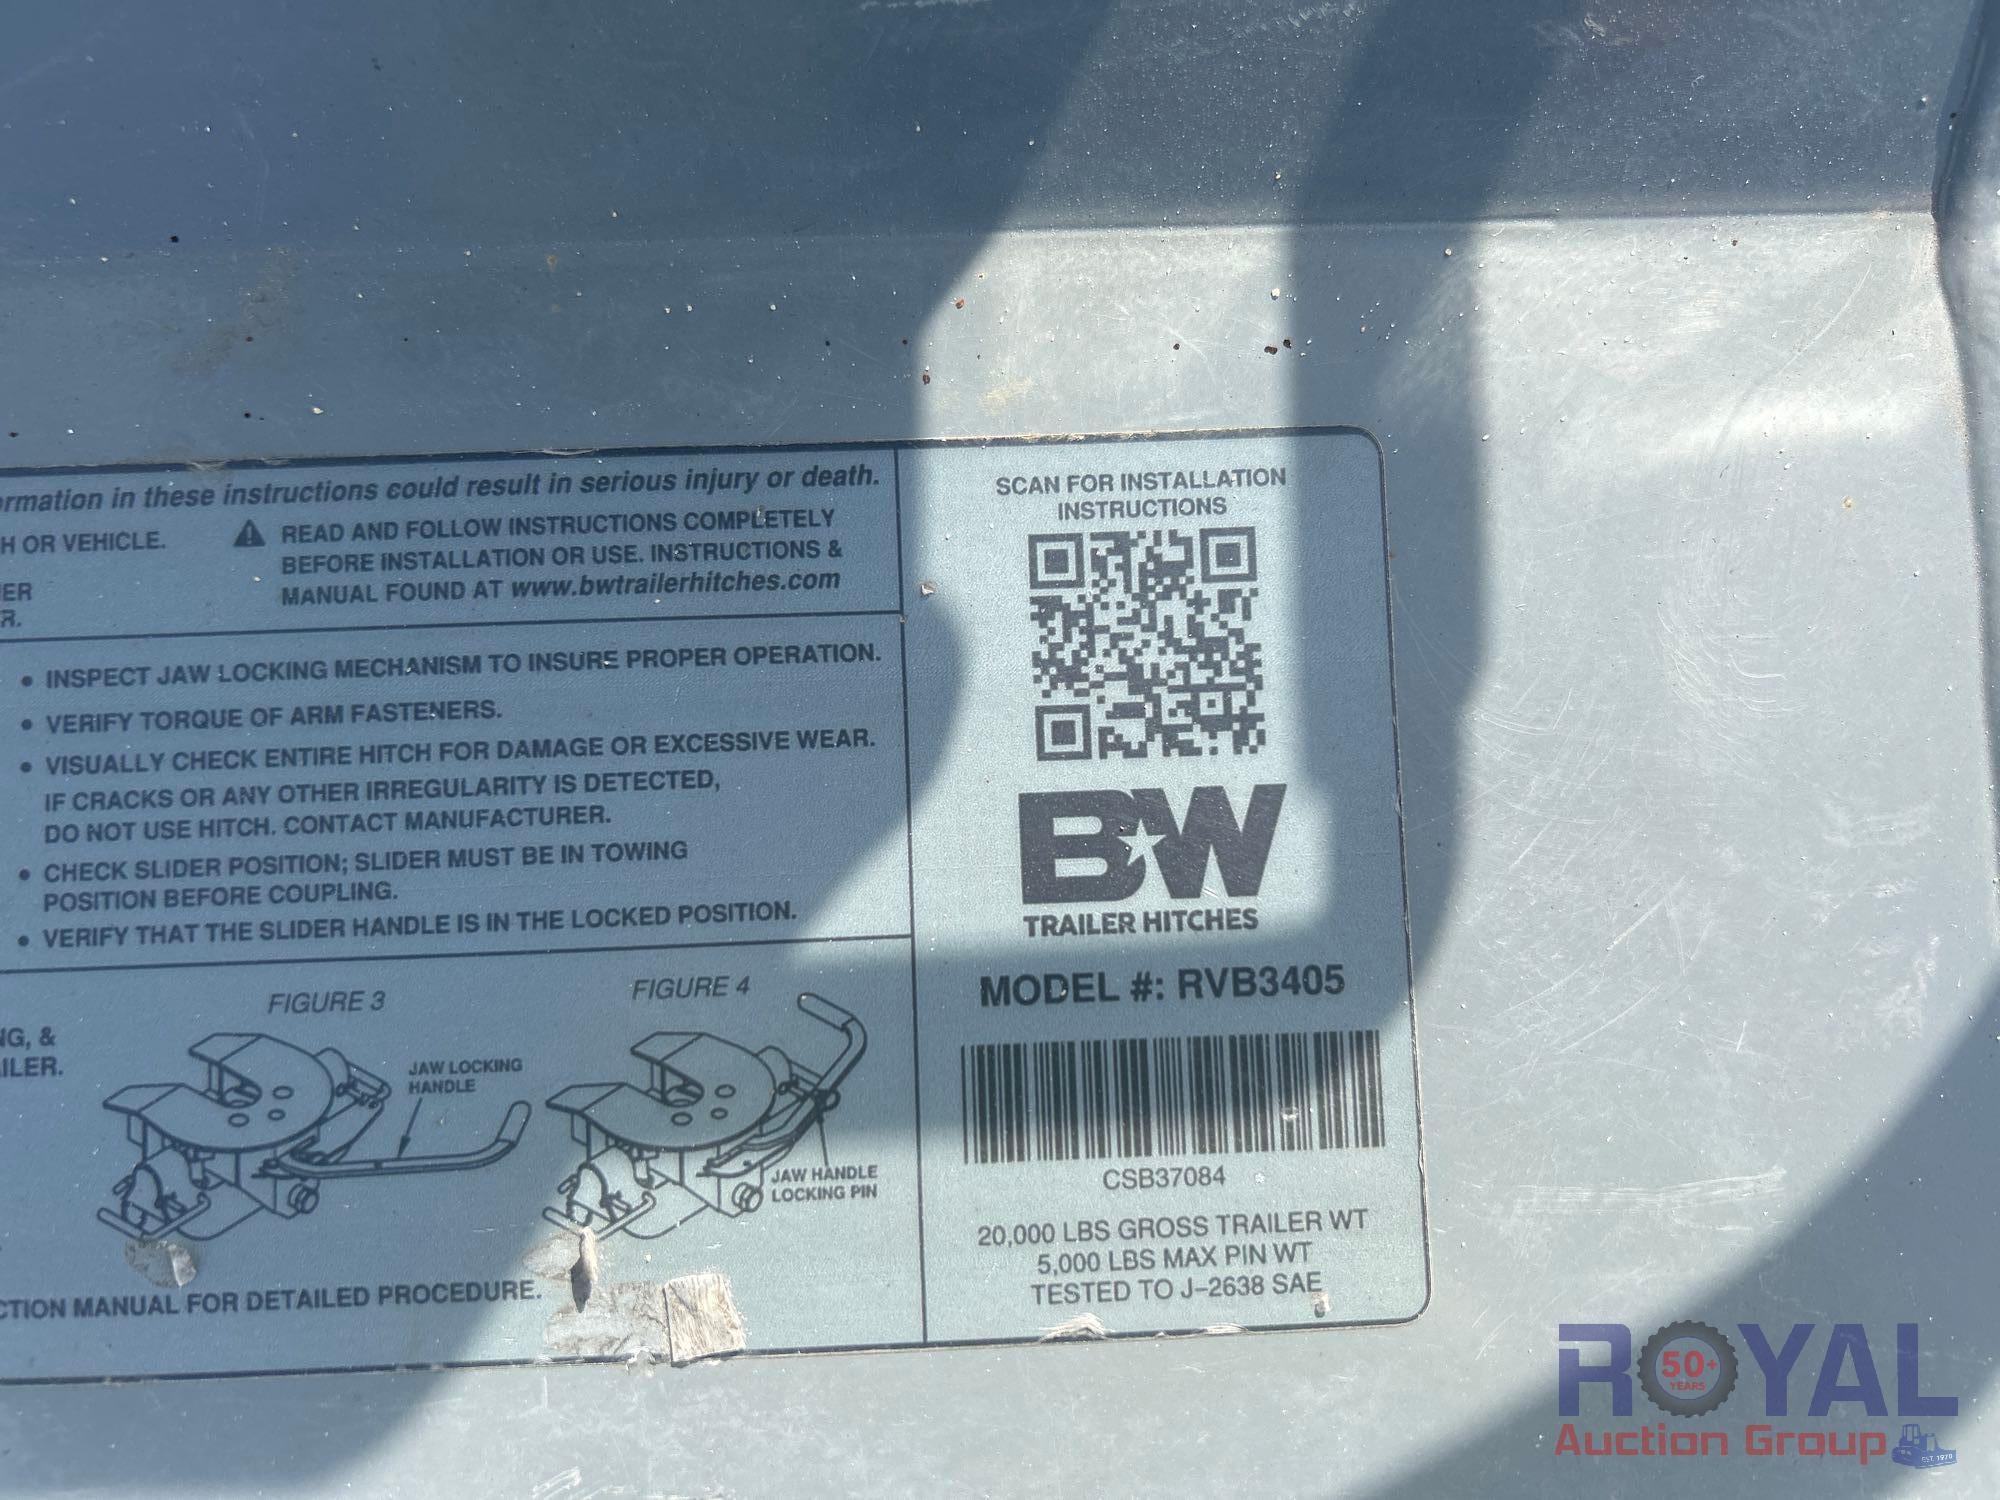 ormation in these instructions could result in serious injury or death.
H OR VEHICLE.
ER
R.
READ AND FOLLOW INSTRUCTIONS COMPLETELY
BEFORE INSTALLATION OR USE. INSTRUCTIONS &
MANUAL FOUND AT www.bwtrailerhitches.com
• INSPECT JAW LOCKING MECHANISM TO INSURE PROPER OPERATION.
• VERIFY TORQUE OF ARM FASTENERS.
• VISUALLY CHECK ENTIRE HITCH FOR DAMAGE OR EXCESSIVE WEAR.
IF CRACKS OR ANY OTHER IRREGULARITY IS DETECTED,
DO NOT USE HITCH. CONTACT MANUFACTURER.
• CHECK SLIDER POSITION; SLIDER MUST BE IN TOWING
POSITION BEFORE COUPLING.
• VERIFY THAT THE SLIDER HANDLE IS IN THE LOCKED POSITION.
NG, &
ILER.
FIGURE 3
JAW LOCKING
HANDLE
FIGURE 4
JAW HANDLE
LOCKING PIN
CTION MANUAL FOR DETAILED PROCEDURE.
SCAN FOR INSTALLATION
INSTRUCTIONS
BW
TRAILER HITCHES
MODEL #: RVB3405
CSB37084
20,000 LBS GROSS TRAILER WT
5,000 LBS MAX PIN WT
TESTED TO J-2638 SAE
ROYAL
50+
YEARS
Auction Group
EST. 1970